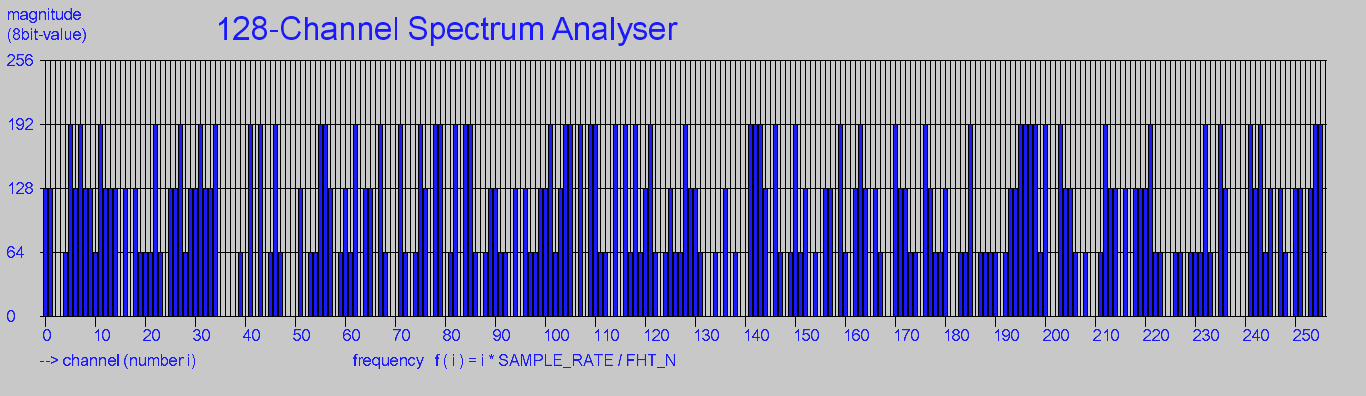 magnitude
(8bit-value)
128-Channel Spectrum Analyser
256
192
128
64
0
0 10 20 30 40 50 60 70 80 90 100 110 120 130 140 150 160 170 180 190 200 210 220 230 240 250
--> channel (number i) frequency f ( i ) = i * SAMPLE_RATE / FHT_N